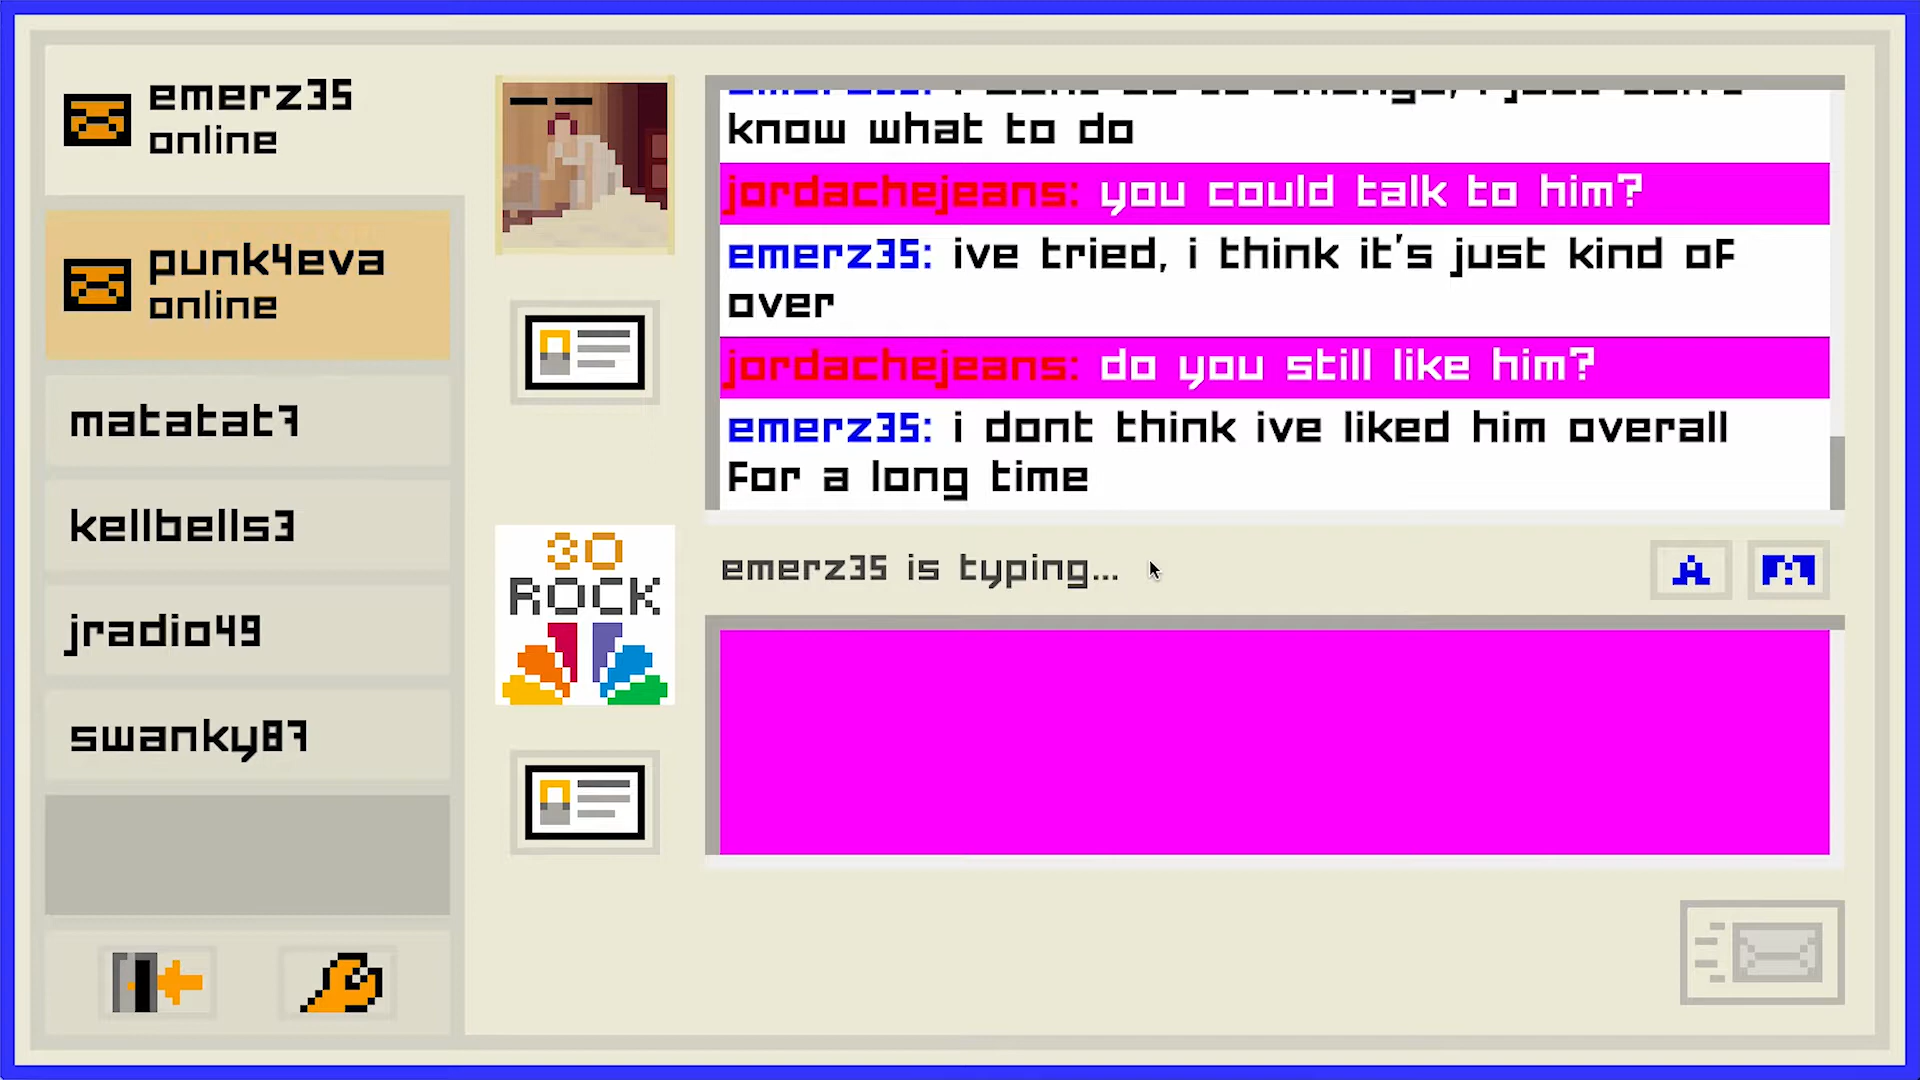 emerz35
online
punk4eva
online
matatat7
kellbells3
jradio49
swanky87
30
ROCK
know what to do
jordachejeans: you could talk to him?
emerz35: ive tried, i think it's just kind of
over
jordachejeans: do you still like him?
emerz35: i dont think ive liked him overall
for a long time
emerz35 is typing...
A